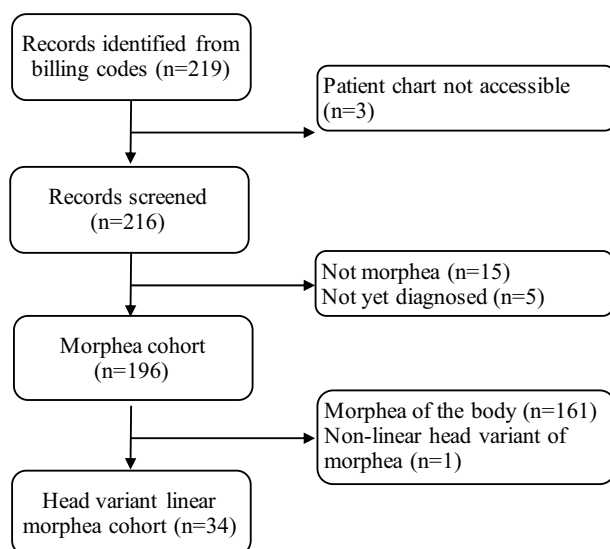 Records identified from
billing codes (n=219)
Patient chart not accessible
(n=3)
Records screened
(n=216)
Not morphea (n=15)
Not yet diagnosed (n=5)
Morphea cohort
(n=196)
Morphea of the body (n=161)
Non-linear head variant of
morphea (n=1)
Head variant linear
morphea cohort (n=34)